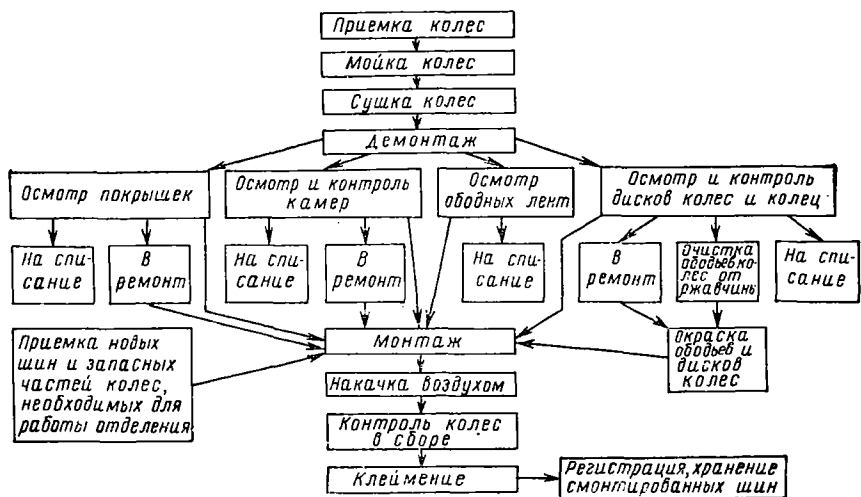 Приемка колес
Мойка колес
Сушка колес
Демонтаж
Осмотр покрышек
Осмотр и контроль
камер
Осмотр
ободных лент
Осмотр и контроль
дисков колес и колец
На спи-
сание
В
ремонт
На спи-
сание
В
ремонт
На спи-
сание
В
ремонт
Очистка
ободьев ко-
лес от
ржавчины
На спи-
сание
Приемка новых
шин и запасных
частей колес,
необходимых для
работы отделения
Монтаж
Окраска
ободьев и
дисков
колес
Накачка воздухом
Контроль колес
в сборе
Клеймение
Регистрация, хранение
смонтированных шин